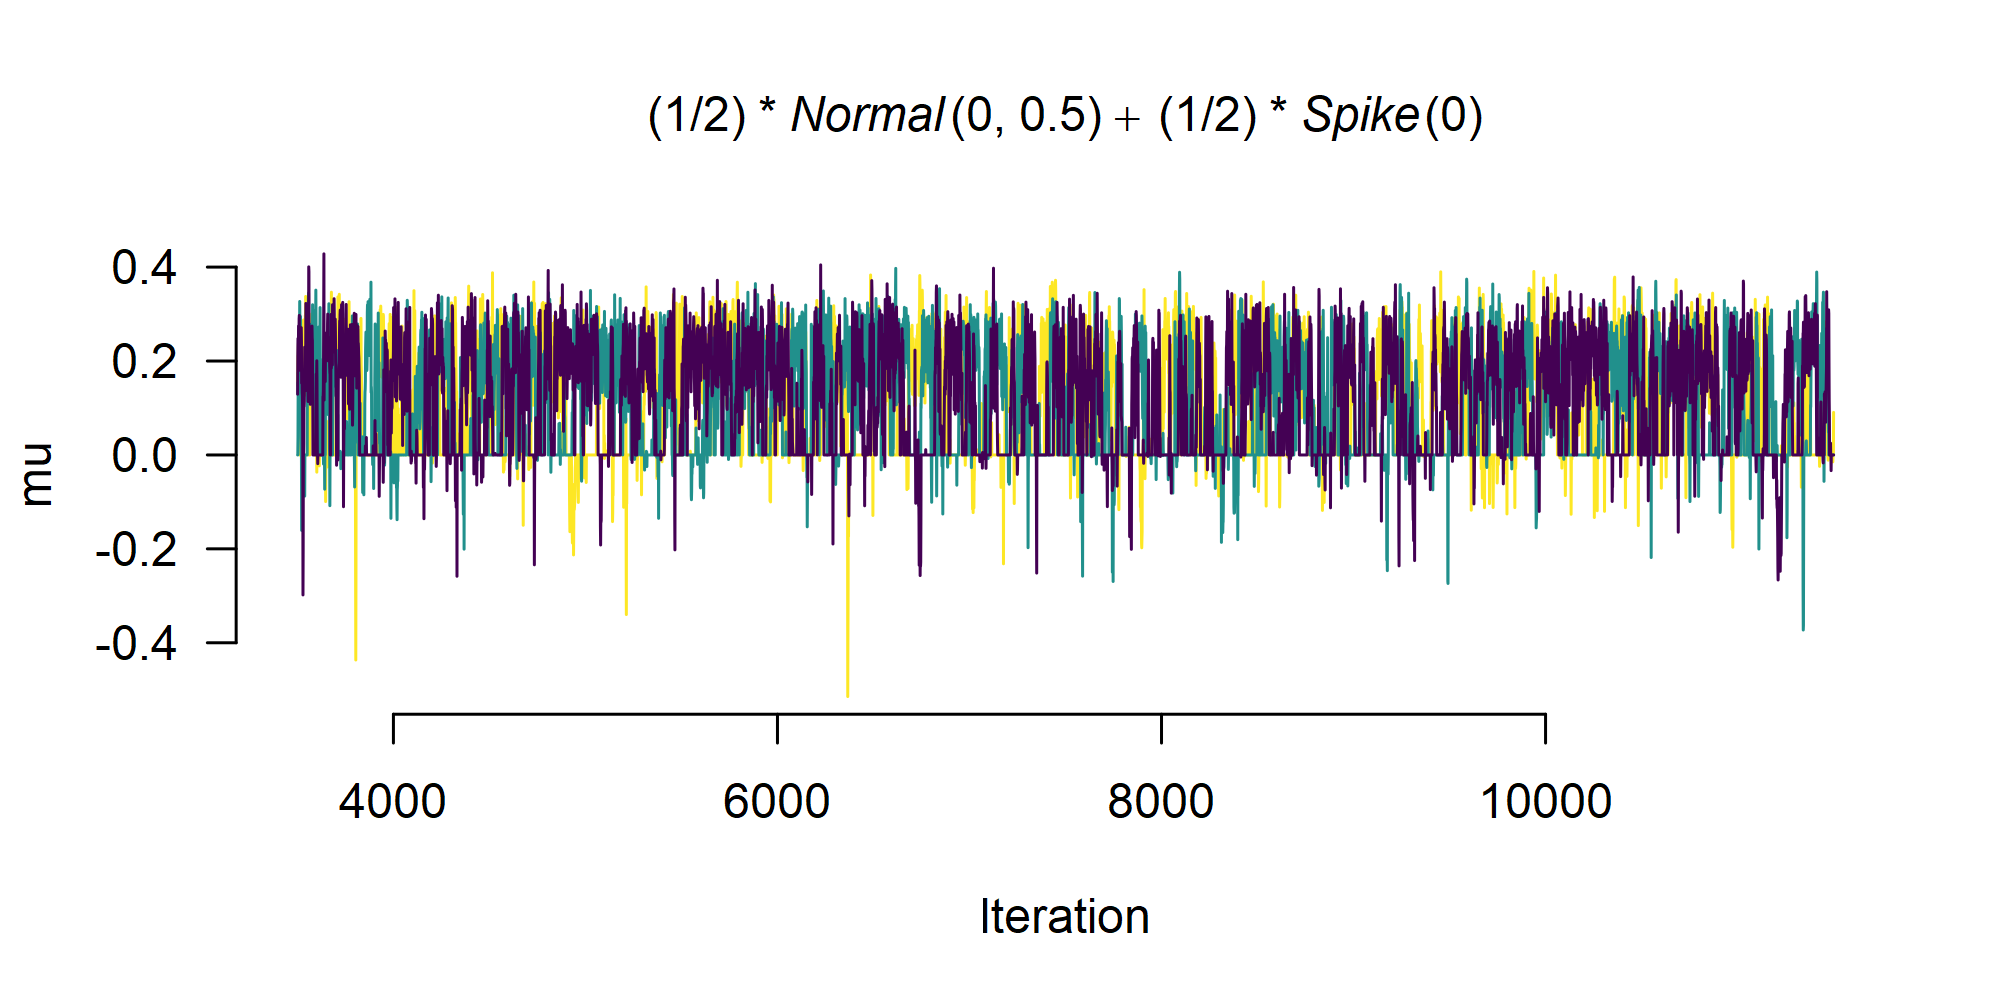 (1/2) * Normal(0, 0.5) + (1/2) * Spike(0)
0.4
0.2
0.0
-0.2
-0.4
mu
4000 6000 8000 10000
Iteration